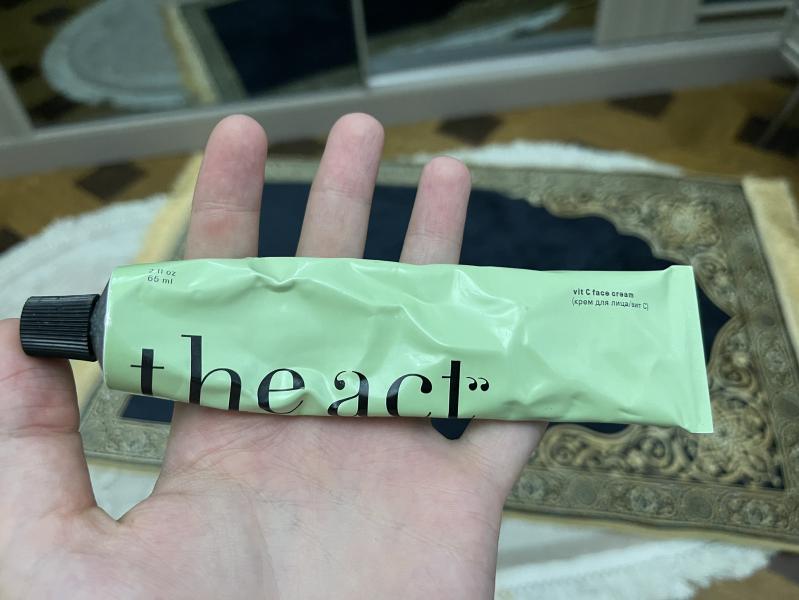 2 fl oz
65 ml
the act”
vit C face cream
(крем для лица/вит C)